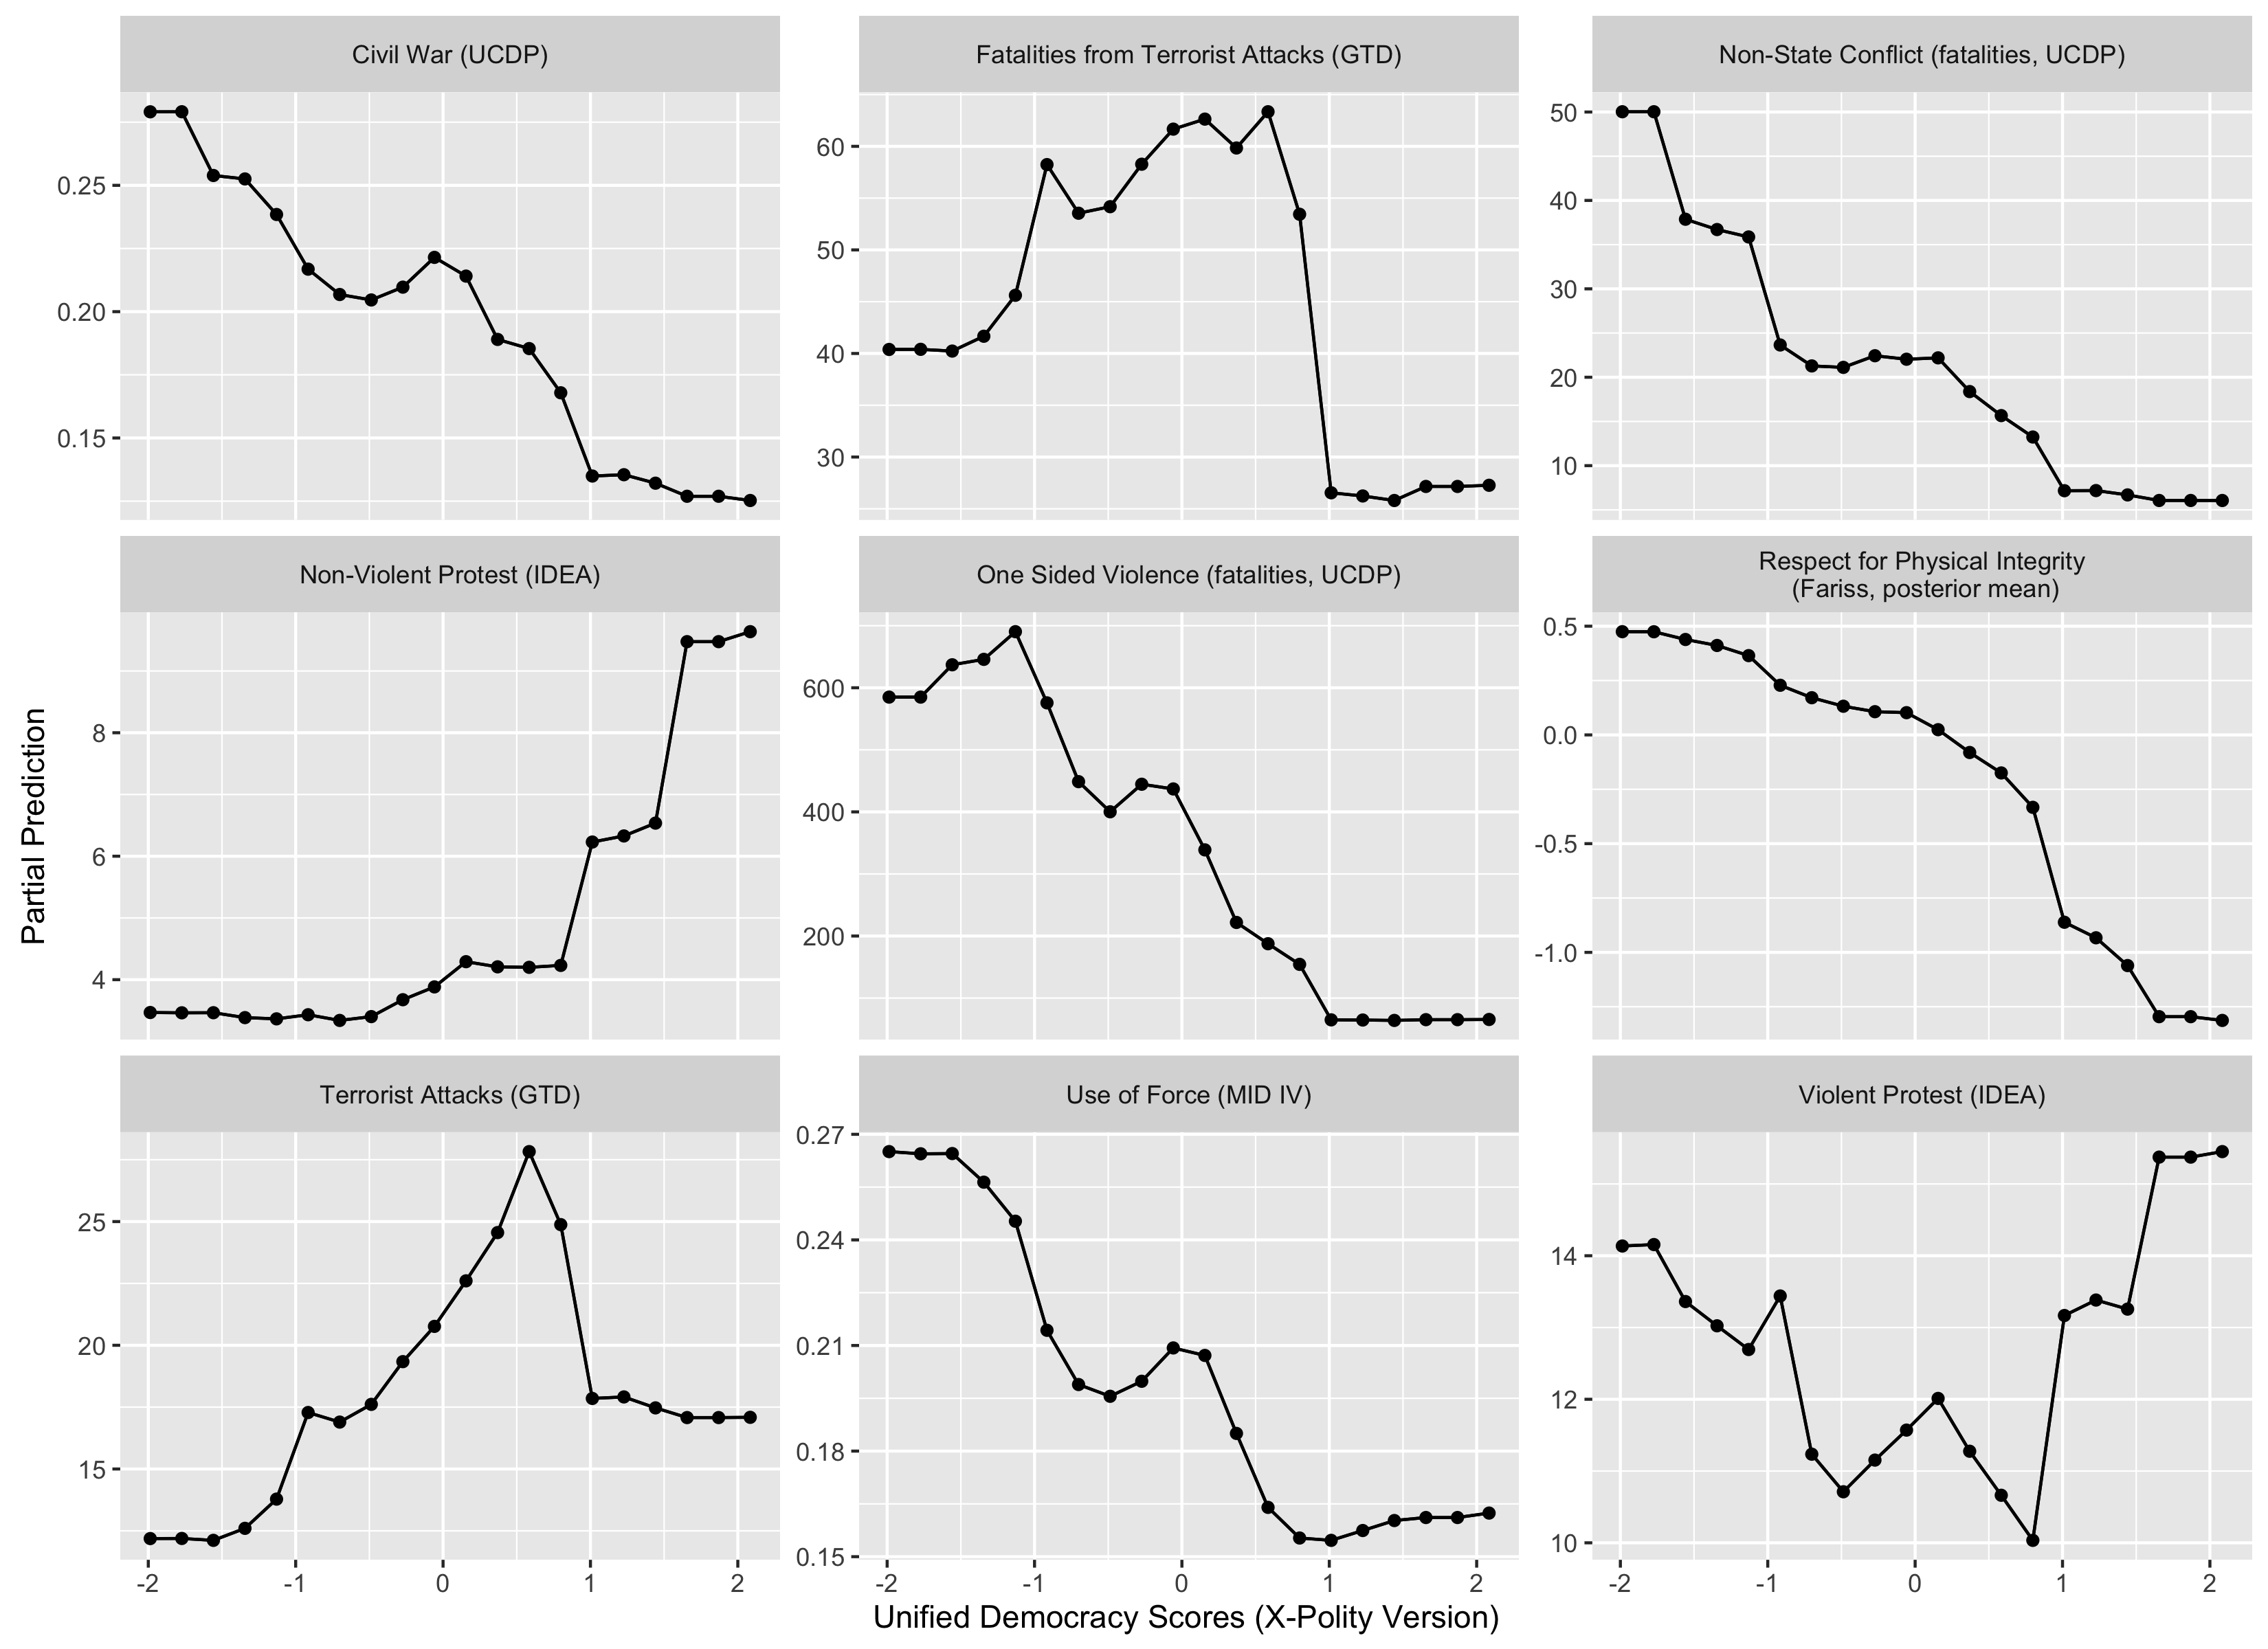 Civil War (UCDP)
Fatalities from Terrorist Attacks (GTD)
Non-State Conflict (fatalities, UCDP)
0.25
0.20
0.15
60
50
40
30
50
40
30
20
10
Non-Violent Protest (IDEA)
One Sided Violence (fatalities, UCDP)
Respect for Physical Integrity
(Fariss, posterior mean)
Partial Prediction
8
6
4
600
400
200
0.5
0.0
-0.5
-1.0
Terrorist Attacks (GTD)
Use of Force (MID IV)
Violent Protest (IDEA)
25
20
15
0.27
0.24
0.21
0.18
0.15
14
12
10
-2 -1 0 1 2
-2 -1 0 1 2
-2 -1 0 1 2
Unified Democracy Scores (X-Polity Version)